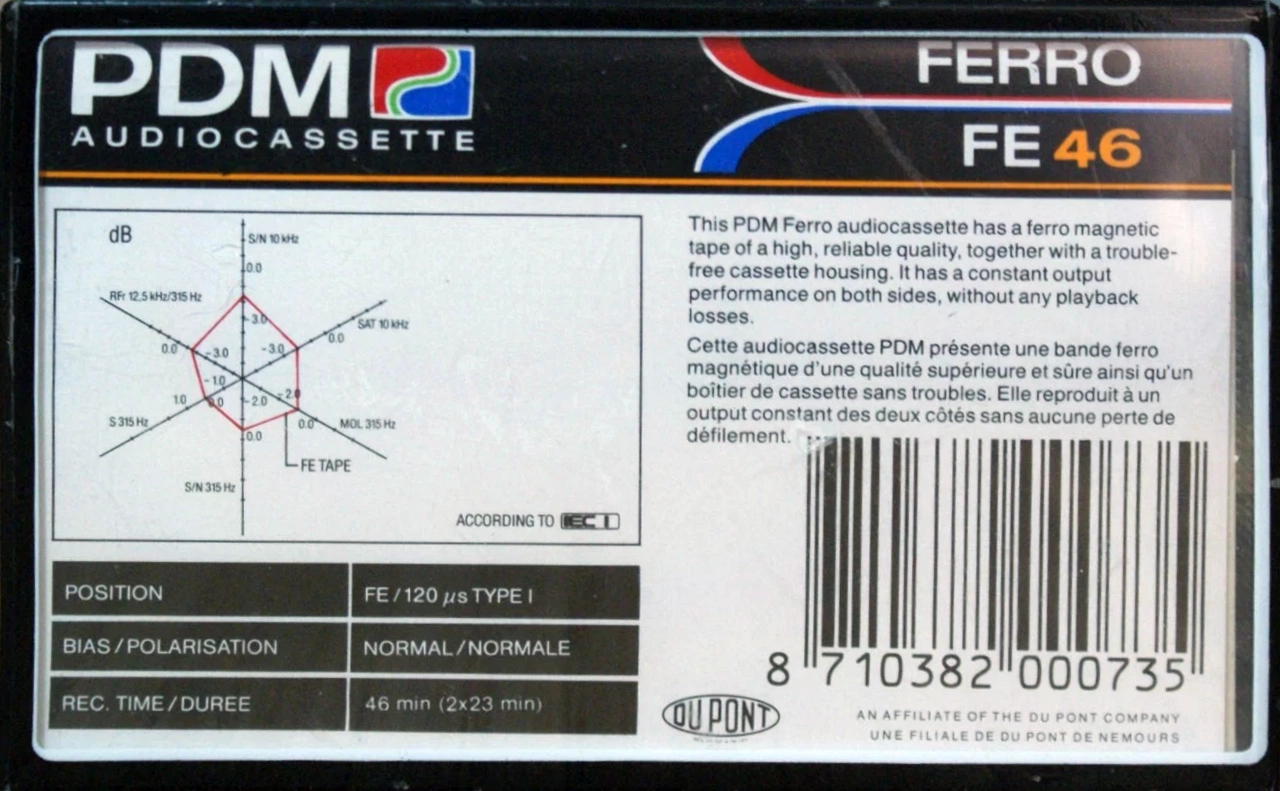 PDM
AUDIOCASSETTE
FERRO
FE 46
dB
S/N 10 kHz
0.0
RFr 12,5 kHz/315 Hz
-3.0
SAT 10 kHz
0.0
0.0
-3.0
-3.0
-1.0
1.0
0.0
-2.0
-2.0
S 315 Hz
0.0
0.0
MOL 315 Hz
FE TAPE
S/N 315 Hz
ACCORDING TO IEC I
This PDM Ferro audiocassette has a ferro magnetic
tape of a high, reliable quality, together with a trouble-
free cassette housing. It has a constant output
performance on both sides, without any playback
losses.
Cette audiocassette PDM présente une bande ferro
magnétique d'une qualité supérieure et sûre ainsi qu'un
boîtier de cassette sans troubles. Elle reproduit à un
output constant des deux côtés sans aucune perte de
défilement.
POSITION FE / 120 µs TYPE I
BIAS / POLARISATION NORMAL / NORMALE
REC. TIME / DUREE 46 min (2x23 min)
8 710382 000735
DU PONT
AN AFFILIATE OF THE DU PONT COMPANY
UNE FILIALE DE DU PONT DE NEMOURS